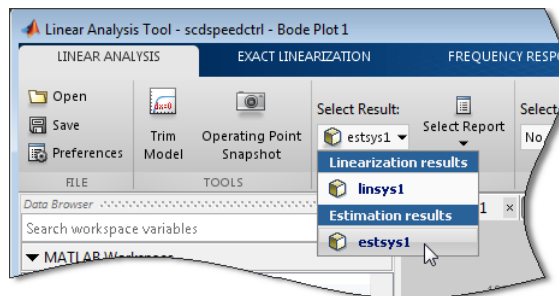 Linear Analysis Tool - scdspeedctrl - Bode Plot 1
LINEAR ANALYSIS EXACT LINEARIZATION FREQUENCY RESP
Open
Save
Preferences
Trim Model
Operating Point Snapshot
Select Result:
estsys1
Select Report
Select
No
FILE TOOLS
Linearization results
linsys1
Estimation results
estsys1
1 ×
Data Browser
Search workspace variables
MATLAB